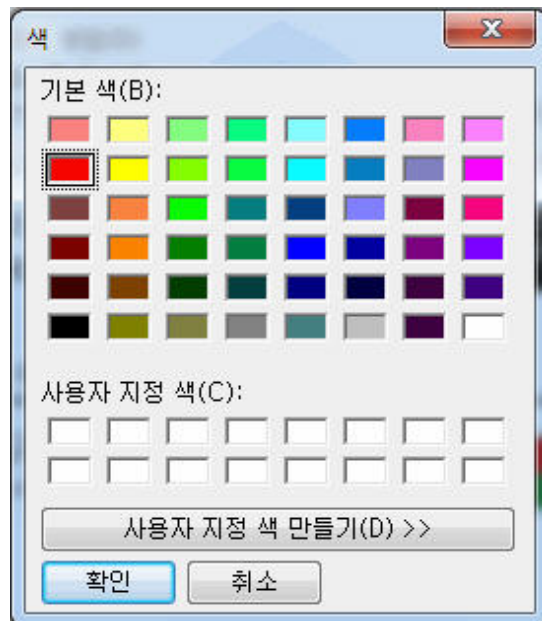 색
기본 색(B):
사용자 지정 색(C):
사용자 지정 색 만들기(D) >>
확인 취소